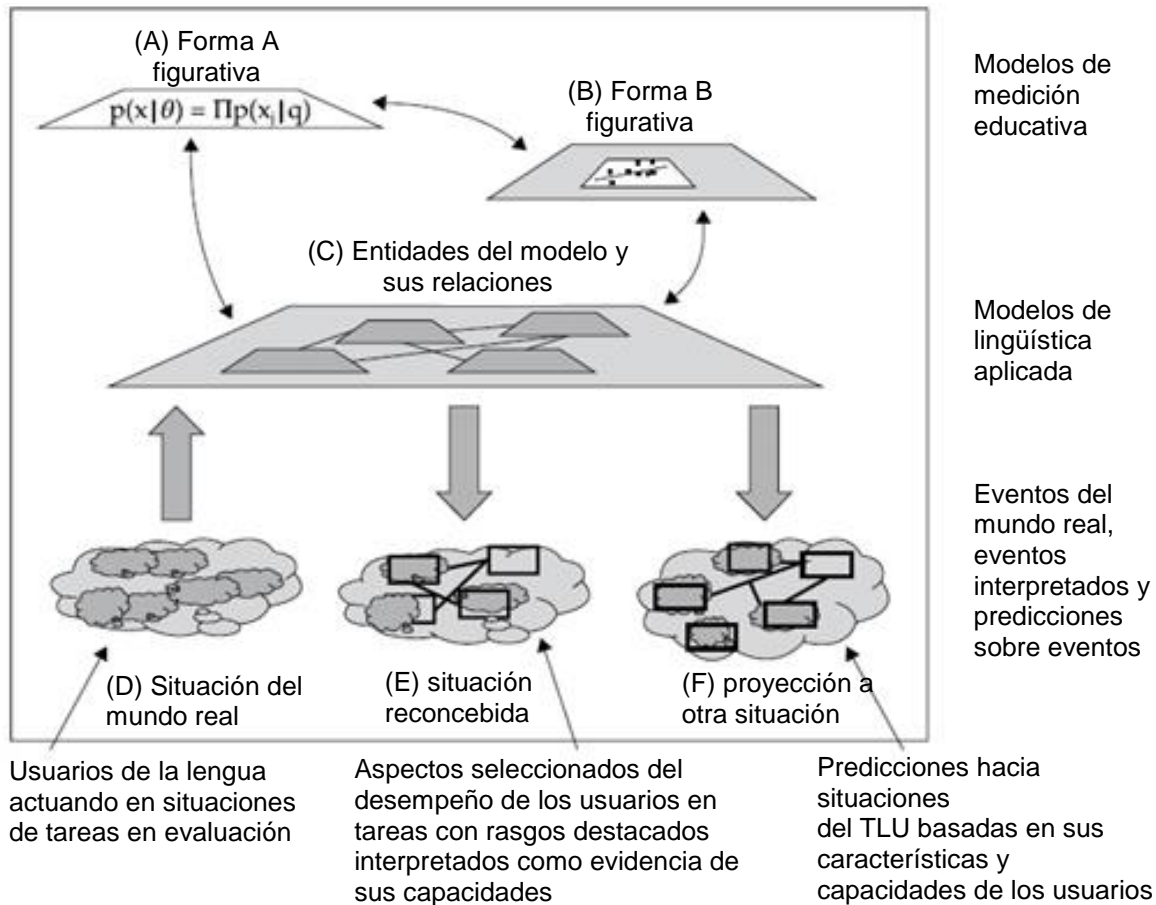 (A) Forma A
figurativa
p(x|θ) = Πp(xⱼ|q)
(B) Forma B
figurativa
Modelos de
medición
educativa
(C) Entidades del modelo y
sus relaciones
Modelos de
lingüística
aplicada
Eventos del
mundo real,
eventos
interpretados y
predicciones
sobre eventos
(D) Situación del
mundo real
(E) situación
reconcebida
(F) proyección a
otra situación
Usuarios de la lengua
actuando en situaciones
de tareas en evaluación
Aspectos seleccionados del
desempeño de los usuarios en
tareas con rasgos destacados
interpretados como evidencia de
sus capacidades
Predicciones hacia
situaciones
del TLU basadas en sus
características y
capacidades de los usuarios